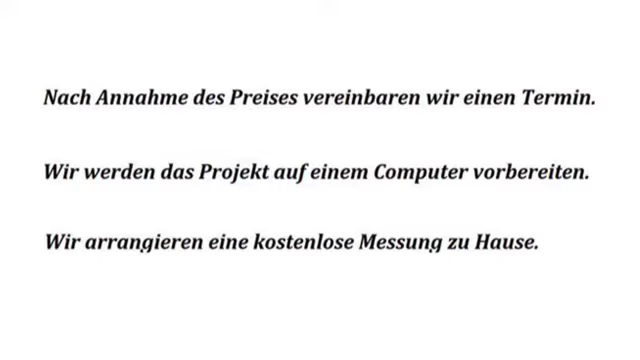 Nach Annahme des Preises vereinbaren wir einen Termin.
Wir werden das Projekt auf einem Computer vorbereiten.
Wir arrangieren eine kostenlose Messung zu Hause.